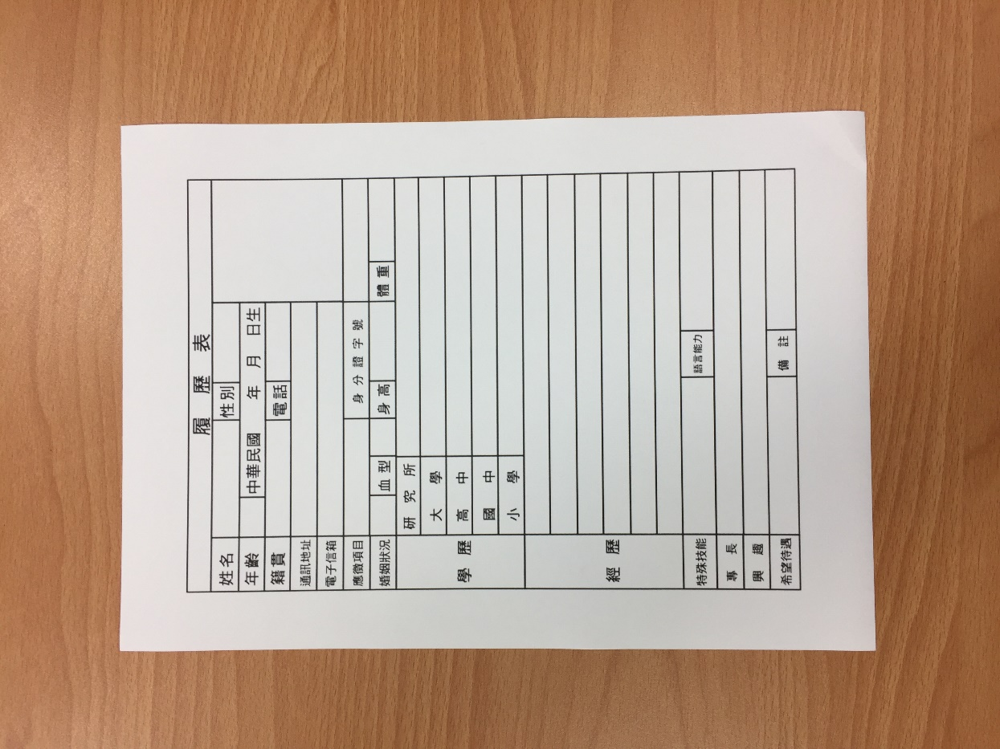 履歷表
姓名 性別
年齡 中華民國 年 月 日生
籍貫 電話
通訊地址
電子信箱
應徵項目 身分證字號
婚姻狀況 血型 身高 體重
學歷 研究所
大學
高中
國中
小學
經歷
特殊技能 語言能力
專長
興趣
希望待遇 備註